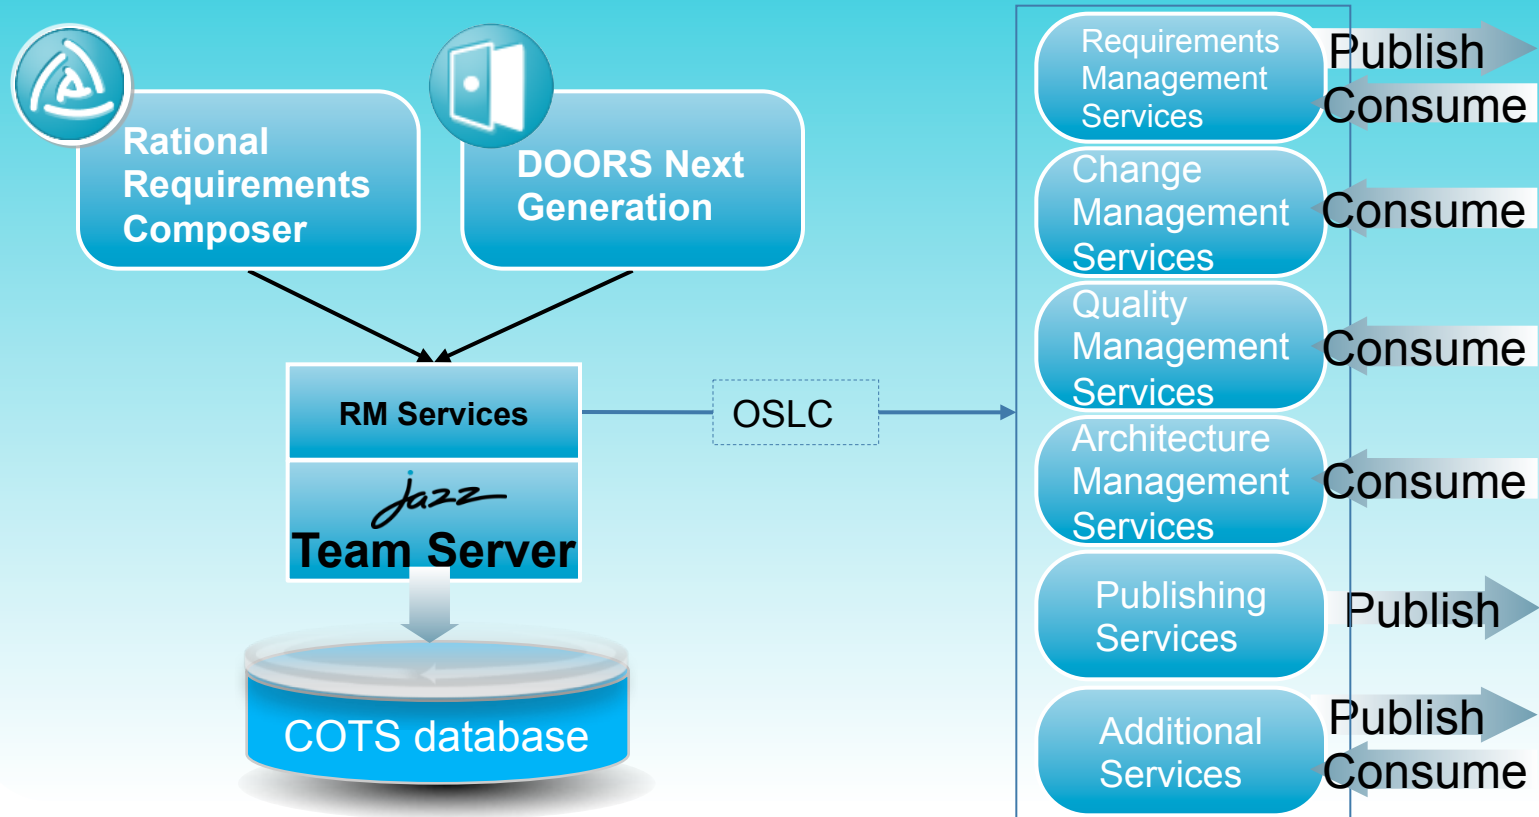 Rational
Requirements
Composer
DOORS Next
Generation
RM Services
jazz
Team Server
COTS database
OSLC
Requirements
Management
Services
Publish
Consume
Change
Management
Services
Consume
Quality
Management
Services
Consume
Architecture
Management
Services
Consume
Publishing
Services
Publish
Additional
Services
Publish
Consume